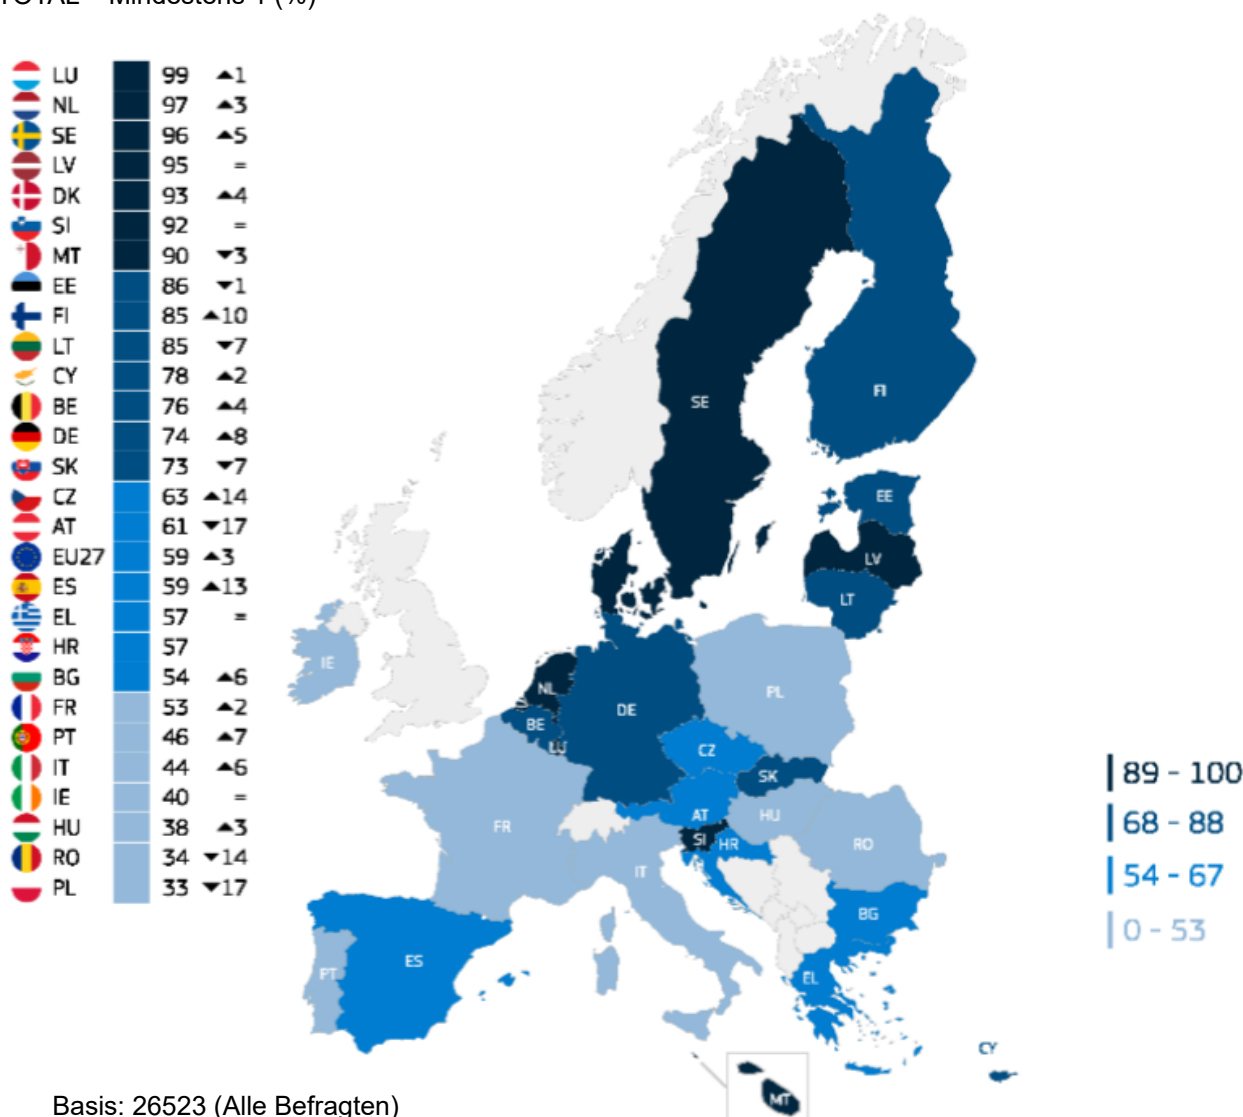 TOTAL - Mindestens 1 (%)
LU 99 ▲1
NL 97 ▲3
SE 96 ▲5
LV 95 =
DK 93 ▲4
SI 92 =
MT 90 ▼3
EE 86 ▼1
FI 85 ▲10
LT 85 ▼7
CY 78 ▲2
BE 76 ▲4
DE 74 ▲8
SK 73 ▼7
CZ 63 ▲14
AT 61 ▼17
EU27 59 ▲3
ES 59 ▲13
EL 57 =
HR 57
BG 54 ▲6
FR 53 ▲2
PT 46 ▲7
IT 44 ▲6
IE 40 =
HU 38 ▲3
RO 34 ▼14
PL 33 ▼17
SE
FI
EE
LV
LT
IE
NL
PL
BE
DE
LU
CZ
SK
AT
HU
FR
SI
HR
RO
IT
BG
ES
PT
EL
CY
MT
89 - 100
68 - 88
54 - 67
0 - 53
Basis: 26523 (Alle Befragten)